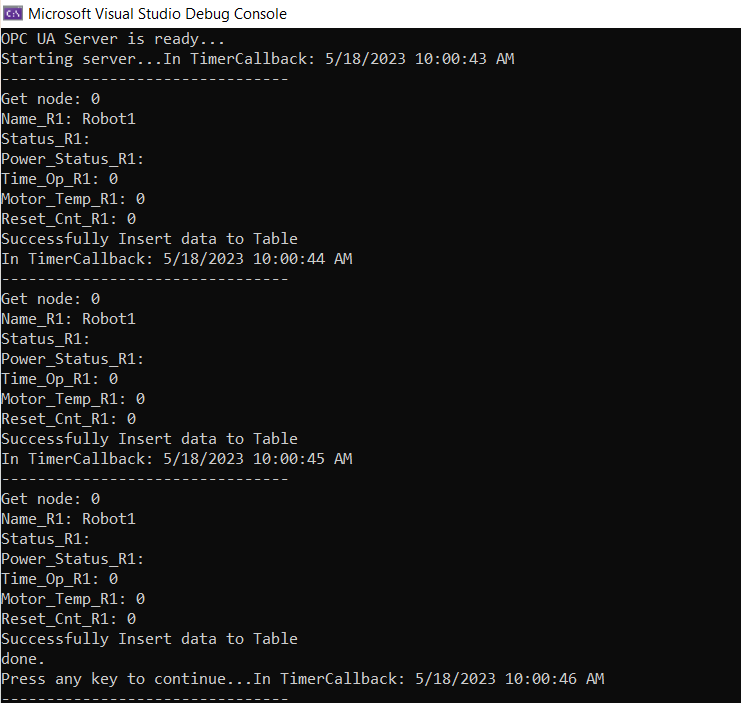 C:\ Microsoft Visual Studio Debug Console
OPC UA Server is ready...
Starting server...In TimerCallback: 5/18/2023 10:00:43 AM
--------------------------------
Get node: 0
Name_R1: Robot1
Status_R1:
Power_Status_R1:
Time_Op_R1: 0
Motor_Temp_R1: 0
Reset_Cnt_R1: 0
Successfully Insert data to Table
In TimerCallback: 5/18/2023 10:00:44 AM
--------------------------------
Get node: 0
Name_R1: Robot1
Status_R1:
Power_Status_R1:
Time_Op_R1: 0
Motor_Temp_R1: 0
Reset_Cnt_R1: 0
Successfully Insert data to Table
In TimerCallback: 5/18/2023 10:00:45 AM
--------------------------------
Get node: 0
Name_R1: Robot1
Status_R1:
Power_Status_R1:
Time_Op_R1: 0
Motor_Temp_R1: 0
Reset_Cnt_R1: 0
Successfully Insert data to Table
done.
Press any key to continue...In TimerCallback: 5/18/2023 10:00:46 AM
--------------------------------